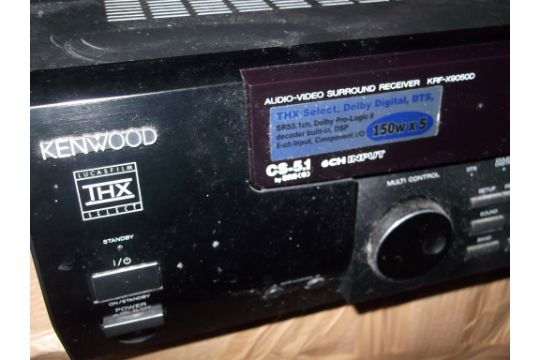 AUDIO-VIDEO SURROUND RECEIVER KRF-X9050D
THX Select, Dolby Digital, DTS,
SRS5.1ch, Dolby Pro-Logic II
decoder built-in, DSP
6-ch Input, Component I/O
150w x 5
KENWOOD
CS-5.1
by SRS
6CH INPUT
LUCASFILM
THX
SELECT
MULTI CONTROL
DTS
SETUP
SOUND
BAND
STANDBY
I/
ON/STANDBY
POWER